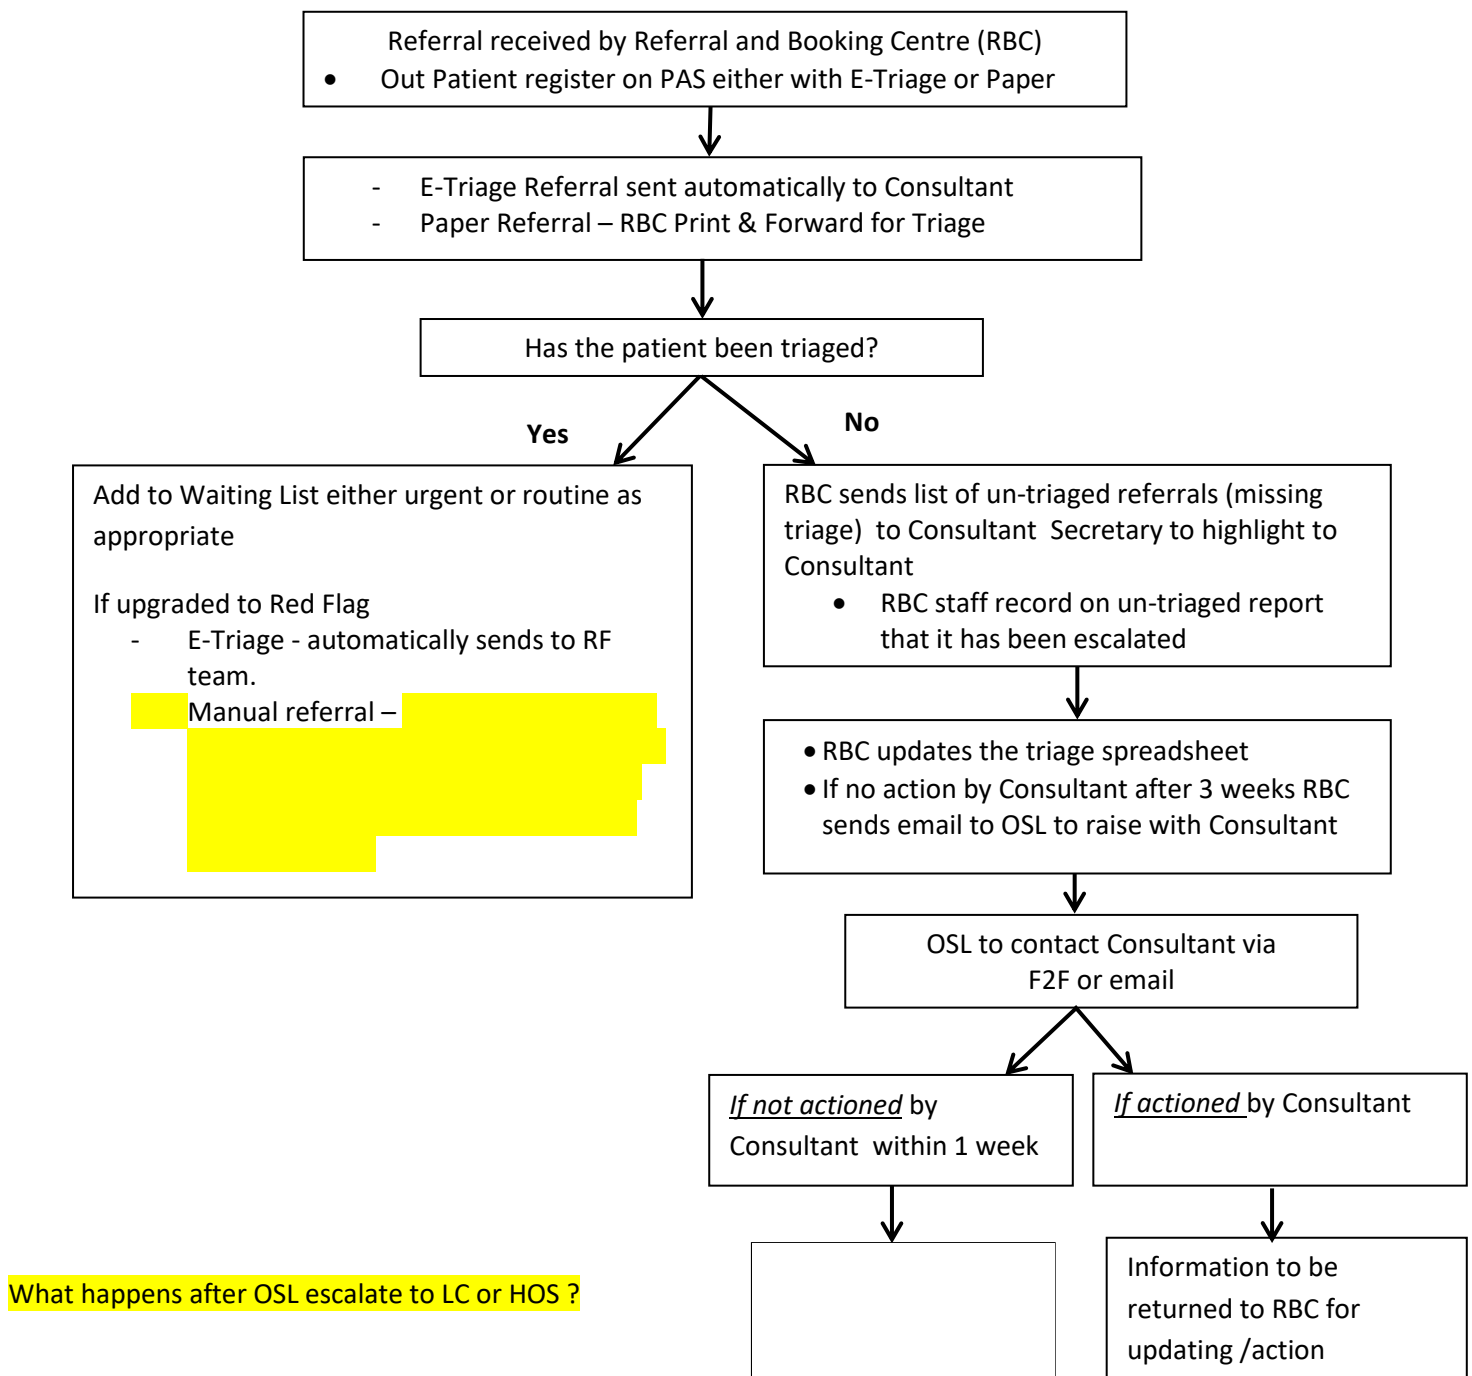 Referral received by Referral and Booking Centre (RBC)
• Out Patient register on PAS either with E-Triage or Paper
- E-Triage Referral sent automatically to Consultant
- Paper Referral – RBC Print & Forward for Triage
Has the patient been triaged?
Yes
No
Add to Waiting List either urgent or routine as
appropriate
If upgraded to Red Flag
- E-Triage - automatically sends to RF
team.
Manual referral –
RBC sends list of un-triaged referrals (missing
triage) to Consultant Secretary to highlight to
Consultant
• RBC staff record on un-triaged report
that it has been escalated
• RBC updates the triage spreadsheet
• If no action by Consultant after 3 weeks RBC
sends email to OSL to raise with Consultant
OSL to contact Consultant via
F2F or email
If not actioned by
Consultant within 1 week
If actioned by Consultant
Information to be
returned to RBC for
updating /action
What happens after OSL escalate to LC or HOS ?